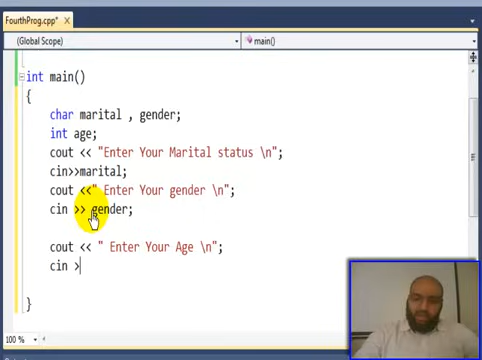 FourthProg.cpp*
(Global Scope) main()
int main()
{
char marital , gender;
int age;
cout << "Enter Your Marital status \n";
cin>>marital;
cout <<" Enter Your gender \n";
cin >> gender;
cout << " Enter Your Age \n";
cin >
}
100 %